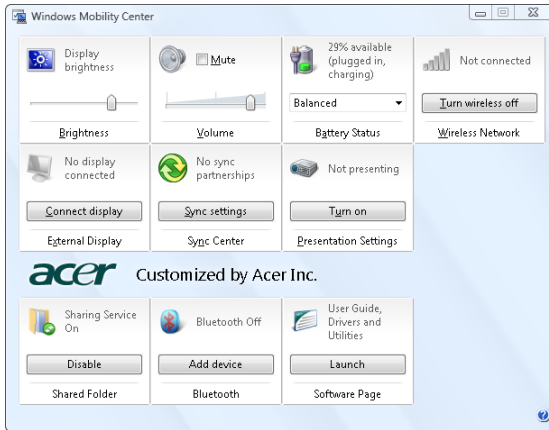 Windows Mobility Center
Display
brightness
Brightness
Mute
Volume
29% available
(plugged in,
charging)
Balanced
Battery Status
Not connected
Turn wireless off
Wireless Network
No display
connected
Connect display
External Display
No sync
partnerships
Sync settings
Sync Center
Not presenting
Turn on
Presentation Settings
acer Customized by Acer Inc.
Sharing Service
On
Disable
Shared Folder
Bluetooth Off
Add device
Bluetooth
User Guide,
Drivers and
Utilities
Launch
Software Page